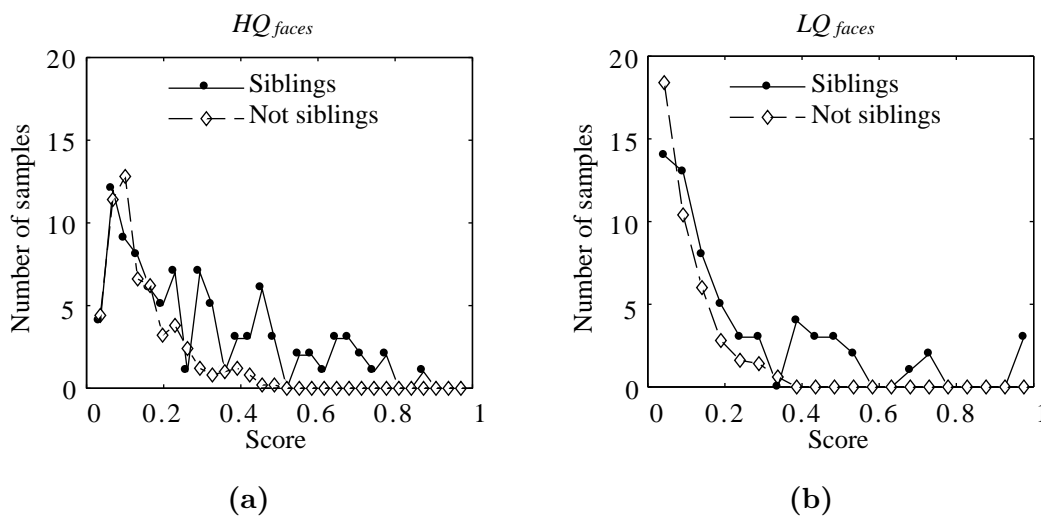 HQ faces
20
15
10
5
0
Number of samples
Siblings
Not siblings
0 0.2 0.4 0.6 0.8 1
Score
(a)
LQ faces
20
15
10
5
0
Number of samples
Siblings
Not siblings
0 0.2 0.4 0.6 0.8 1
Score
(b)